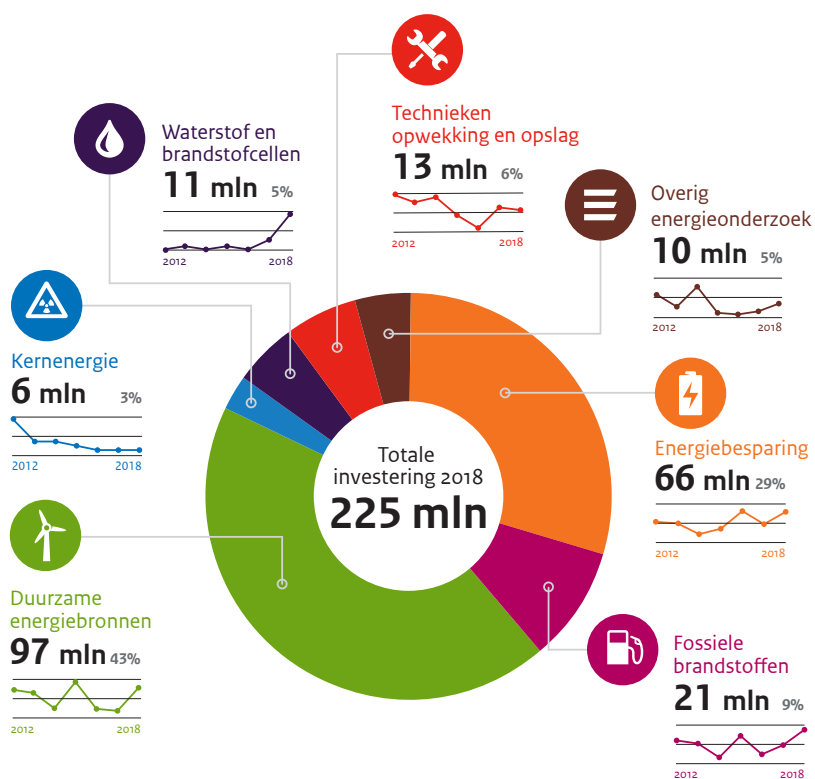 Technieken
opwekking en opslag
13 mln 6%
2012 2018
Waterstof en
brandstofcellen
11 mln 5%
2012 2018
Overig
energieonderzoek
10 mln 5%
2012 2018
Kernenergie
6 mln 3%
2012 2018
Energiebesparing
66 mln 29%
2012 2018
Totale
investering 2018
225 mln
Duurzame
energiebronnen
97 mln 43%
2012 2018
Fossiele
brandstoffen
21 mln 9%
2012 2018